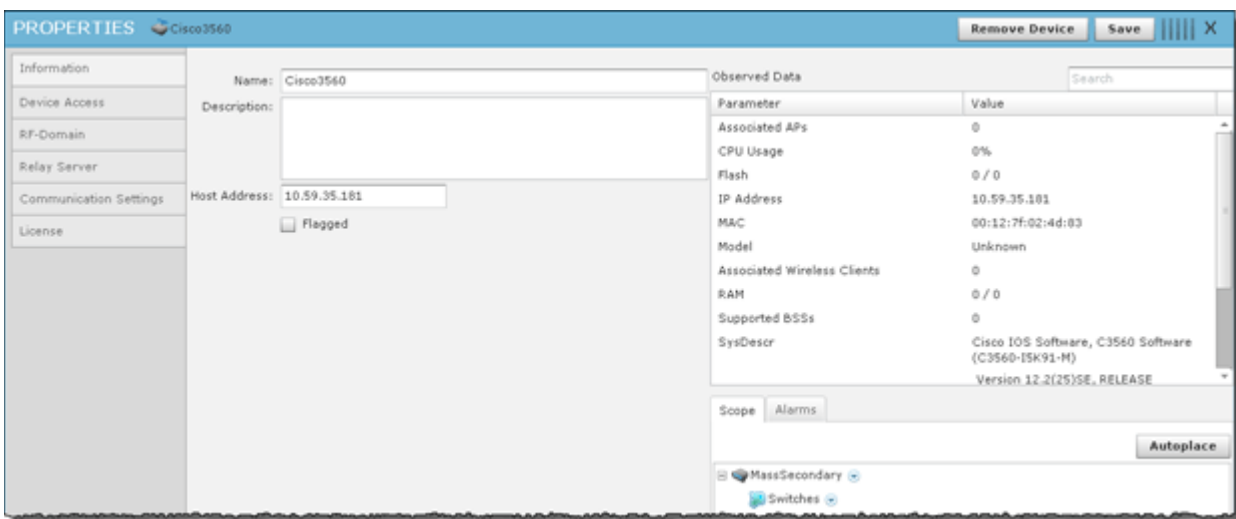 PROPERTIES Cisco3560 Remove Device Save X
Information
Device Access
RF-Domain
Relay Server
Communication Settings
License
Name: Cisco3560
Description:
Host Address: 10.59.35.181
Flagged
Observed Data Search
Parameter Value
Associated APs 0
CPU Usage 0%
Flash 0 / 0
IP Address 10.59.35.181
MAC 00:12:7f:02:4d:83
Model Unknown
Associated Wireless Clients 0
RAM 0 / 0
Supported BSSs 0
SysDescr Cisco IOS Software, C3560 Software
(C3560-I5K91-M)
Version 12.2(25)SE, RELEASE
Scope Alarms
Autoplace
MassSecondary
Switches